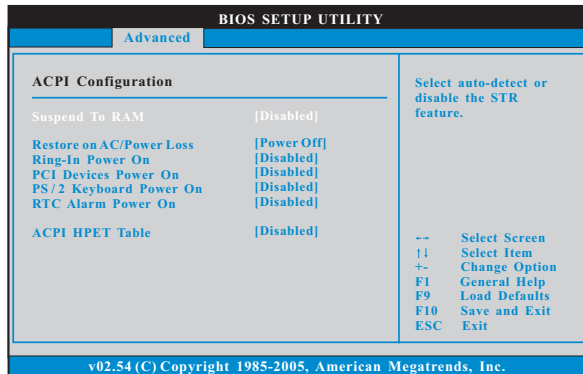 BIOS SETUP UTILITY
Advanced
ACPI Configuration
Suspend To RAM [Disabled]
Restore on AC/Power Loss [Power Off]
Ring-In Power On [Disabled]
PCI Devices Power On [Disabled]
PS/2 Keyboard Power On [Disabled]
RTC Alarm Power On [Disabled]
ACPI HPET Table [Disabled]
Select auto-detect or
disable the STR
feature.
←→ Select Screen
↑↓ Select Item
+- Change Option
F1 General Help
F9 Load Defaults
F10 Save and Exit
ESC Exit
v02.54 (C) Copyright 1985-2005, American Megatrends, Inc.